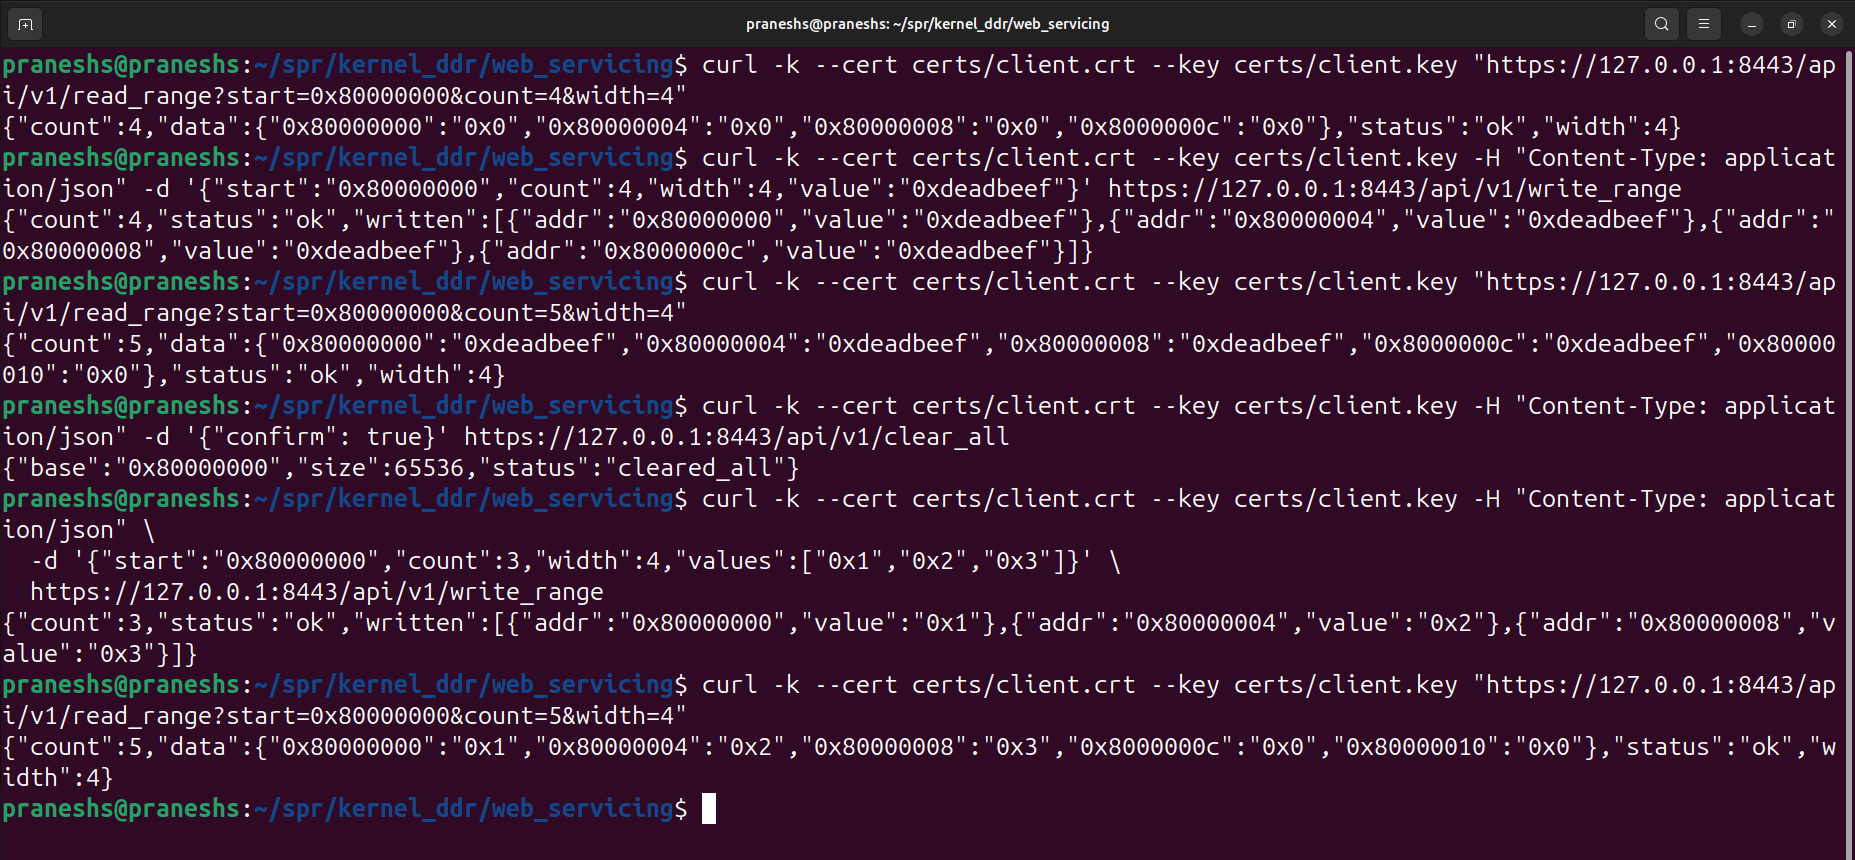 praneshs@praneshs: ~/spr/kernel_ddr/web_servicing
praneshs@praneshs:~/spr/kernel_ddr/web_servicing$ curl -k --cert certs/client.crt --key certs/client.key "https://127.0.0.1:8443/ap
i/v1/read_range?start=0x80000000&count=4&width=4"
{"count":4,"data":{"0x80000000":"0x0","0x80000004":"0x0","0x80000008":"0x0","0x8000000c":"0x0"},"status":"ok","width":4}
praneshs@praneshs:~/spr/kernel_ddr/web_servicing$ curl -k --cert certs/client.crt --key certs/client.key -H "Content-Type: applicat
ion/json" -d '{"start":"0x80000000","count":4,"width":4,"value":"0xdeadbeef"}' https://127.0.0.1:8443/api/v1/write_range
{"count":4,"status":"ok","written":[{"addr":"0x80000000","value":"0xdeadbeef"},{"addr":"0x80000004","value":"0xdeadbeef"},{"addr":"
0x80000008","value":"0xdeadbeef"},{"addr":"0x8000000c","value":"0xdeadbeef"}]}
praneshs@praneshs:~/spr/kernel_ddr/web_servicing$ curl -k --cert certs/client.crt --key certs/client.key "https://127.0.0.1:8443/ap
i/v1/read_range?start=0x80000000&count=5&width=4"
{"count":5,"data":{"0x80000000":"0xdeadbeef","0x80000004":"0xdeadbeef","0x80000008":"0xdeadbeef","0x8000000c":"0xdeadbeef","0x80000
010":"0x0"},"status":"ok","width":4}
praneshs@praneshs:~/spr/kernel_ddr/web_servicing$ curl -k --cert certs/client.crt --key certs/client.key -H "Content-Type: applicat
ion/json" -d '{"confirm": true}' https://127.0.0.1:8443/api/v1/clear_all
{"base":"0x80000000","size":65536,"status":"cleared_all"}
praneshs@praneshs:~/spr/kernel_ddr/web_servicing$ curl -k --cert certs/client.crt --key certs/client.key -H "Content-Type: applicat
ion/json" \
  -d '{"start":"0x80000000","count":3,"width":4,"values":["0x1","0x2","0x3"]}' \
  https://127.0.0.1:8443/api/v1/write_range
{"count":3,"status":"ok","written":[{"addr":"0x80000000","value":"0x1"},{"addr":"0x80000004","value":"0x2"},{"addr":"0x80000008","v
alue":"0x3"}]}
praneshs@praneshs:~/spr/kernel_ddr/web_servicing$ curl -k --cert certs/client.crt --key certs/client.key "https://127.0.0.1:8443/ap
i/v1/read_range?start=0x80000000&count=5&width=4"
{"count":5,"data":{"0x80000000":"0x1","0x80000004":"0x2","0x80000008":"0x3","0x8000000c":"0x0","0x80000010":"0x0"},"status":"ok","w
idth":4}
praneshs@praneshs:~/spr/kernel_ddr/web_servicing$